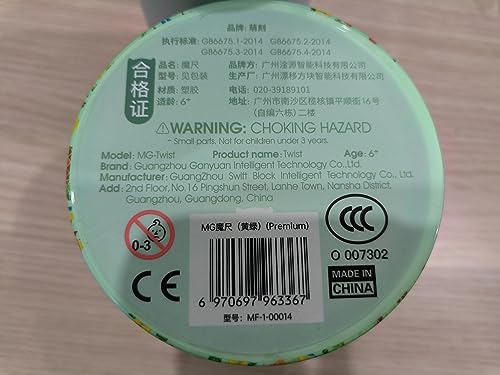 品牌: 萌刻
执行标准: GB6675.1-2014 GB6675.2-2014
GB6675.3-2014 GB6675.4-2014
合格证
品名: 魔尺
型号: 见包装
材质: 塑胶
适龄: 6+
品牌方: 广州淦源智能科技有限公司
生产厂: 广州漂移方块智能科技有限公司
电话: 020-39189101
地址: 广州市南沙区榄核镇平顺街16号
(自编六栋) 二楼
WARNING: CHOKING HAZARD
- Small parts. Not for children under 3 years.
Model: MG-Twist Product name: Twist Age: 6+
Brand: Guangzhou Ganyuan Intelligent Technology Co., Ltd.
Manufacturer: GuangZhou Swift Block Intelligent Technology Co., Ltd
Add: 2nd Floor, No.16 Pingshun Street, Lanhe Town, Nansha District,
Guangzhou, Guangdong, China
0-3
CE
MG魔尺 (黄绿) (Premium)
6 970697 963367
型号: MF-1-00014
CCC
O 007302
MADE IN
CHINA